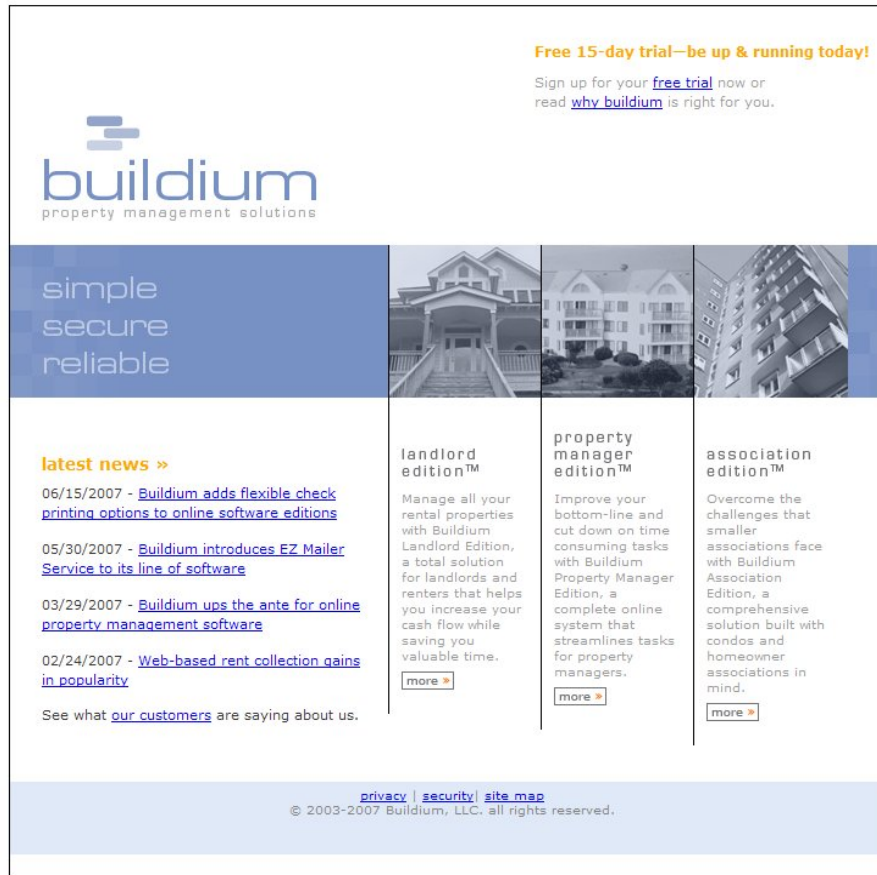 Free 15-day trial—be up & running today!
Sign up for your free trial now or
read why buildium is right for you.
buildium
property management solutions
simple
secure
reliable
latest news »
06/15/2007 - Buildium adds flexible check
printing options to online software editions
05/30/2007 - Buildium introduces EZ Mailer
Service to its line of software
03/29/2007 - Buildium ups the ante for online
property management software
02/24/2007 - Web-based rent collection gains
in popularity
See what our customers are saying about us.
landlord
edition™
Manage all your
rental properties
with Buildium
Landlord Edition,
a total solution
for landlords and
renters that helps
you increase your
cash flow while
saving you
valuable time.
more »
property
manager
edition™
Improve your
bottom-line and
cut down on time
consuming tasks
with Buildium
Property Manager
Edition, a
complete online
system that
streamlines tasks
for property
managers.
more »
association
edition™
Overcome the
challenges that
smaller
associations face
with Buildium
Association
Edition, a
comprehensive
solution built with
condos and
homeowner
associations in
mind.
more »
privacy | security| site map
© 2003-2007 Buildium, LLC. all rights reserved.